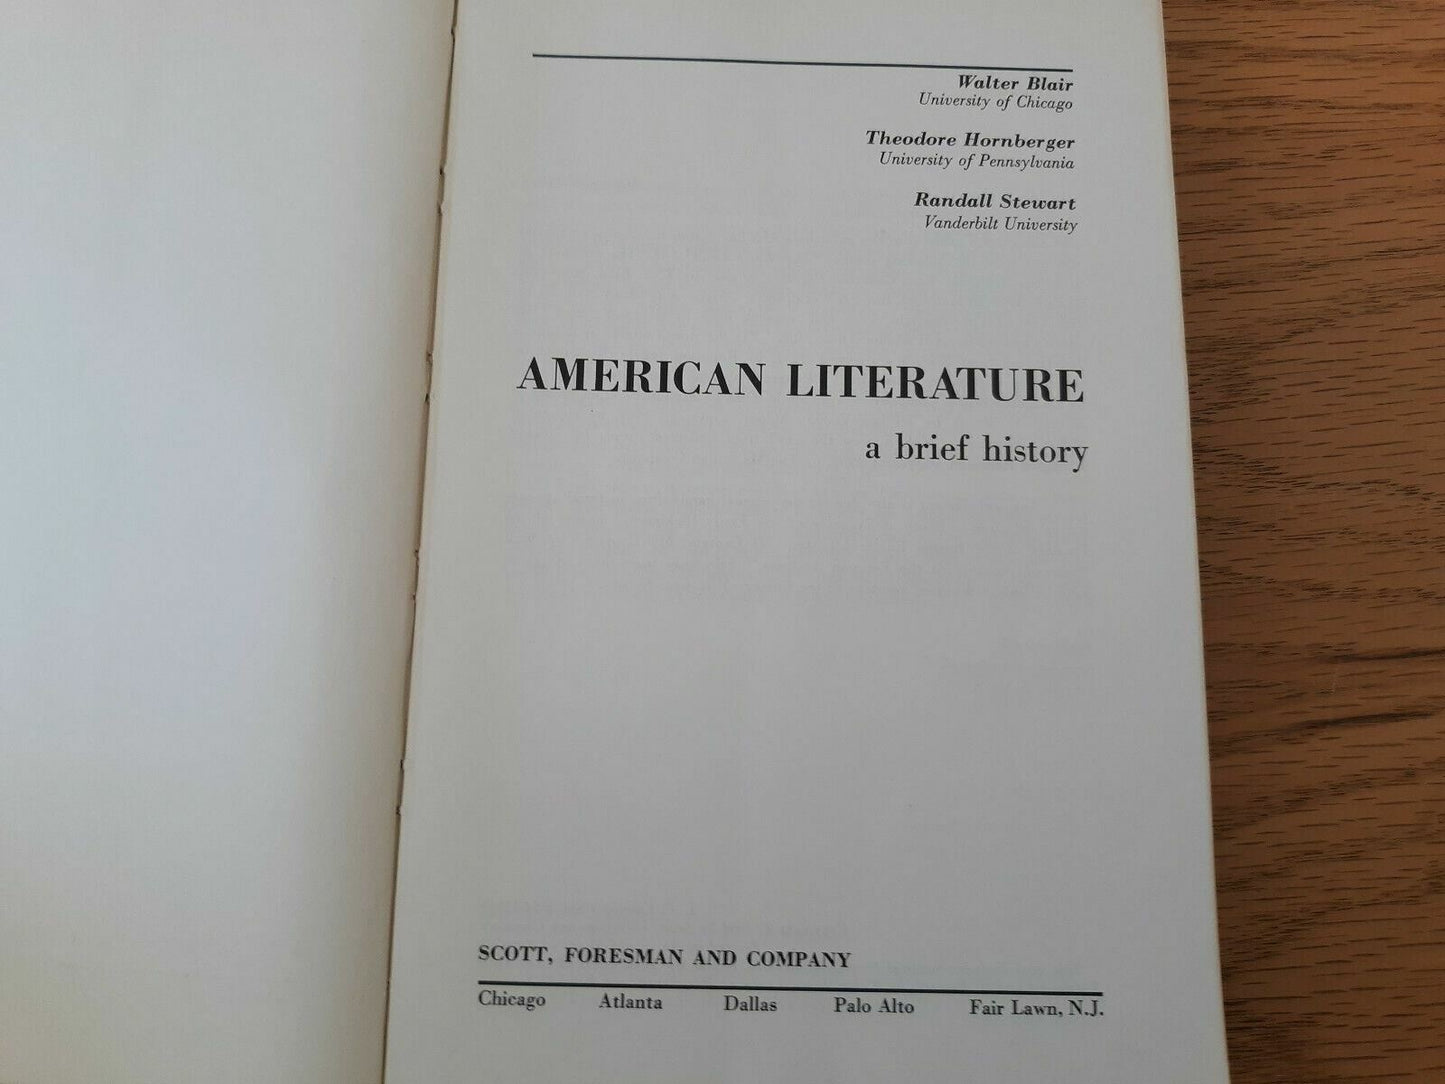 Walter Blair
University of Chicago
Theodore Hornberger
University of Pennsylvania
Randall Stewart
Vanderbilt University
AMERICAN LITERATURE
a brief history
SCOTT, FORESMAN AND COMPANY
Chicago Atlanta Dallas Palo Alto Fair Lawn, N.J.